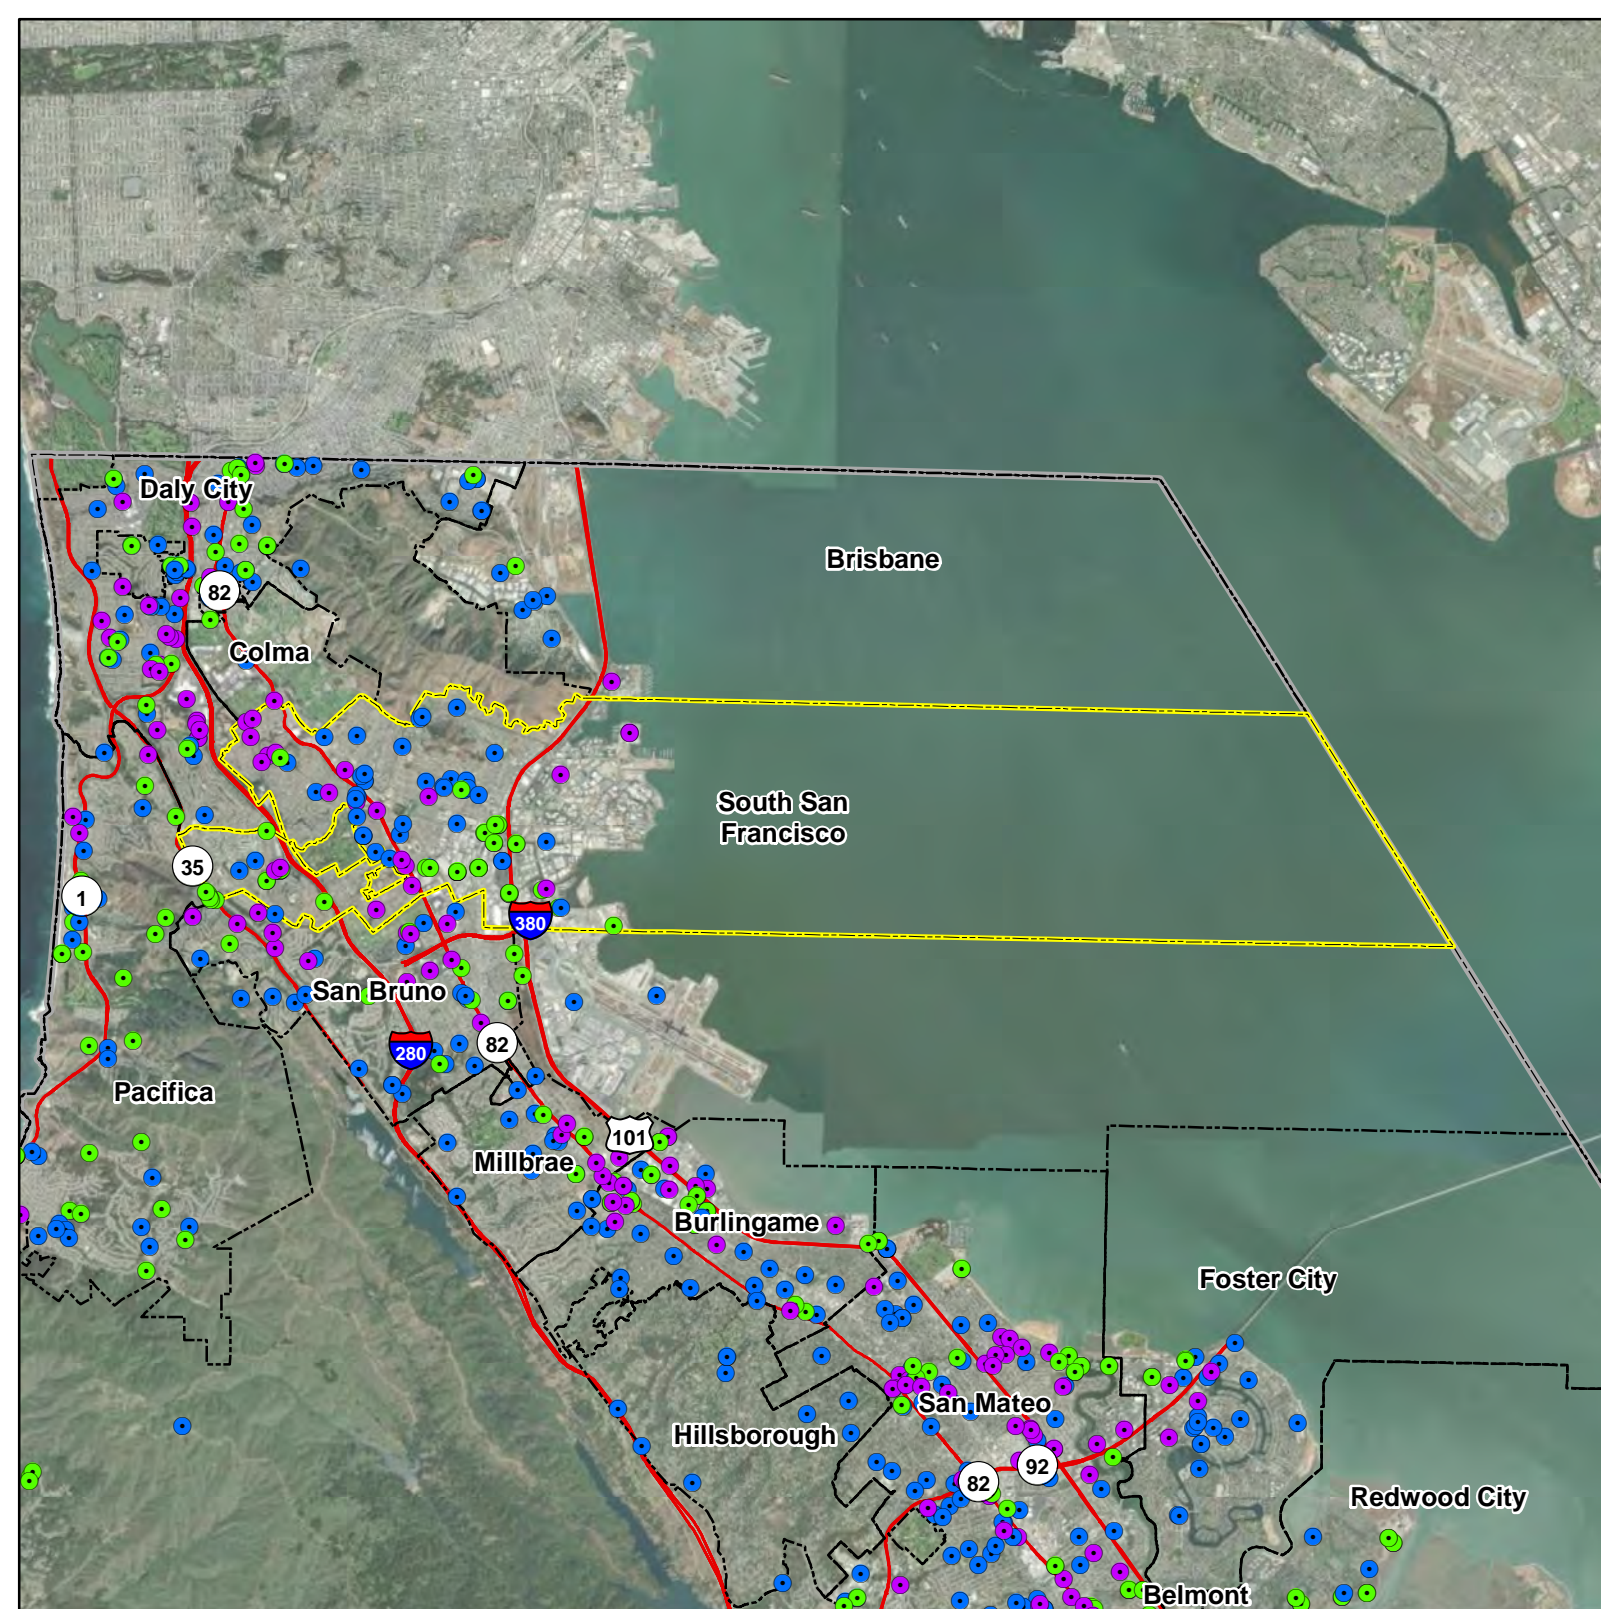 Daly City
Brisbane
82
Colma
South San
Francisco
35
1
380
San Bruno
280
82
Pacifica
101
Millbrae
Burlingame
Foster City
San Mateo
Hillsborough
92
82
Redwood City
Belmont